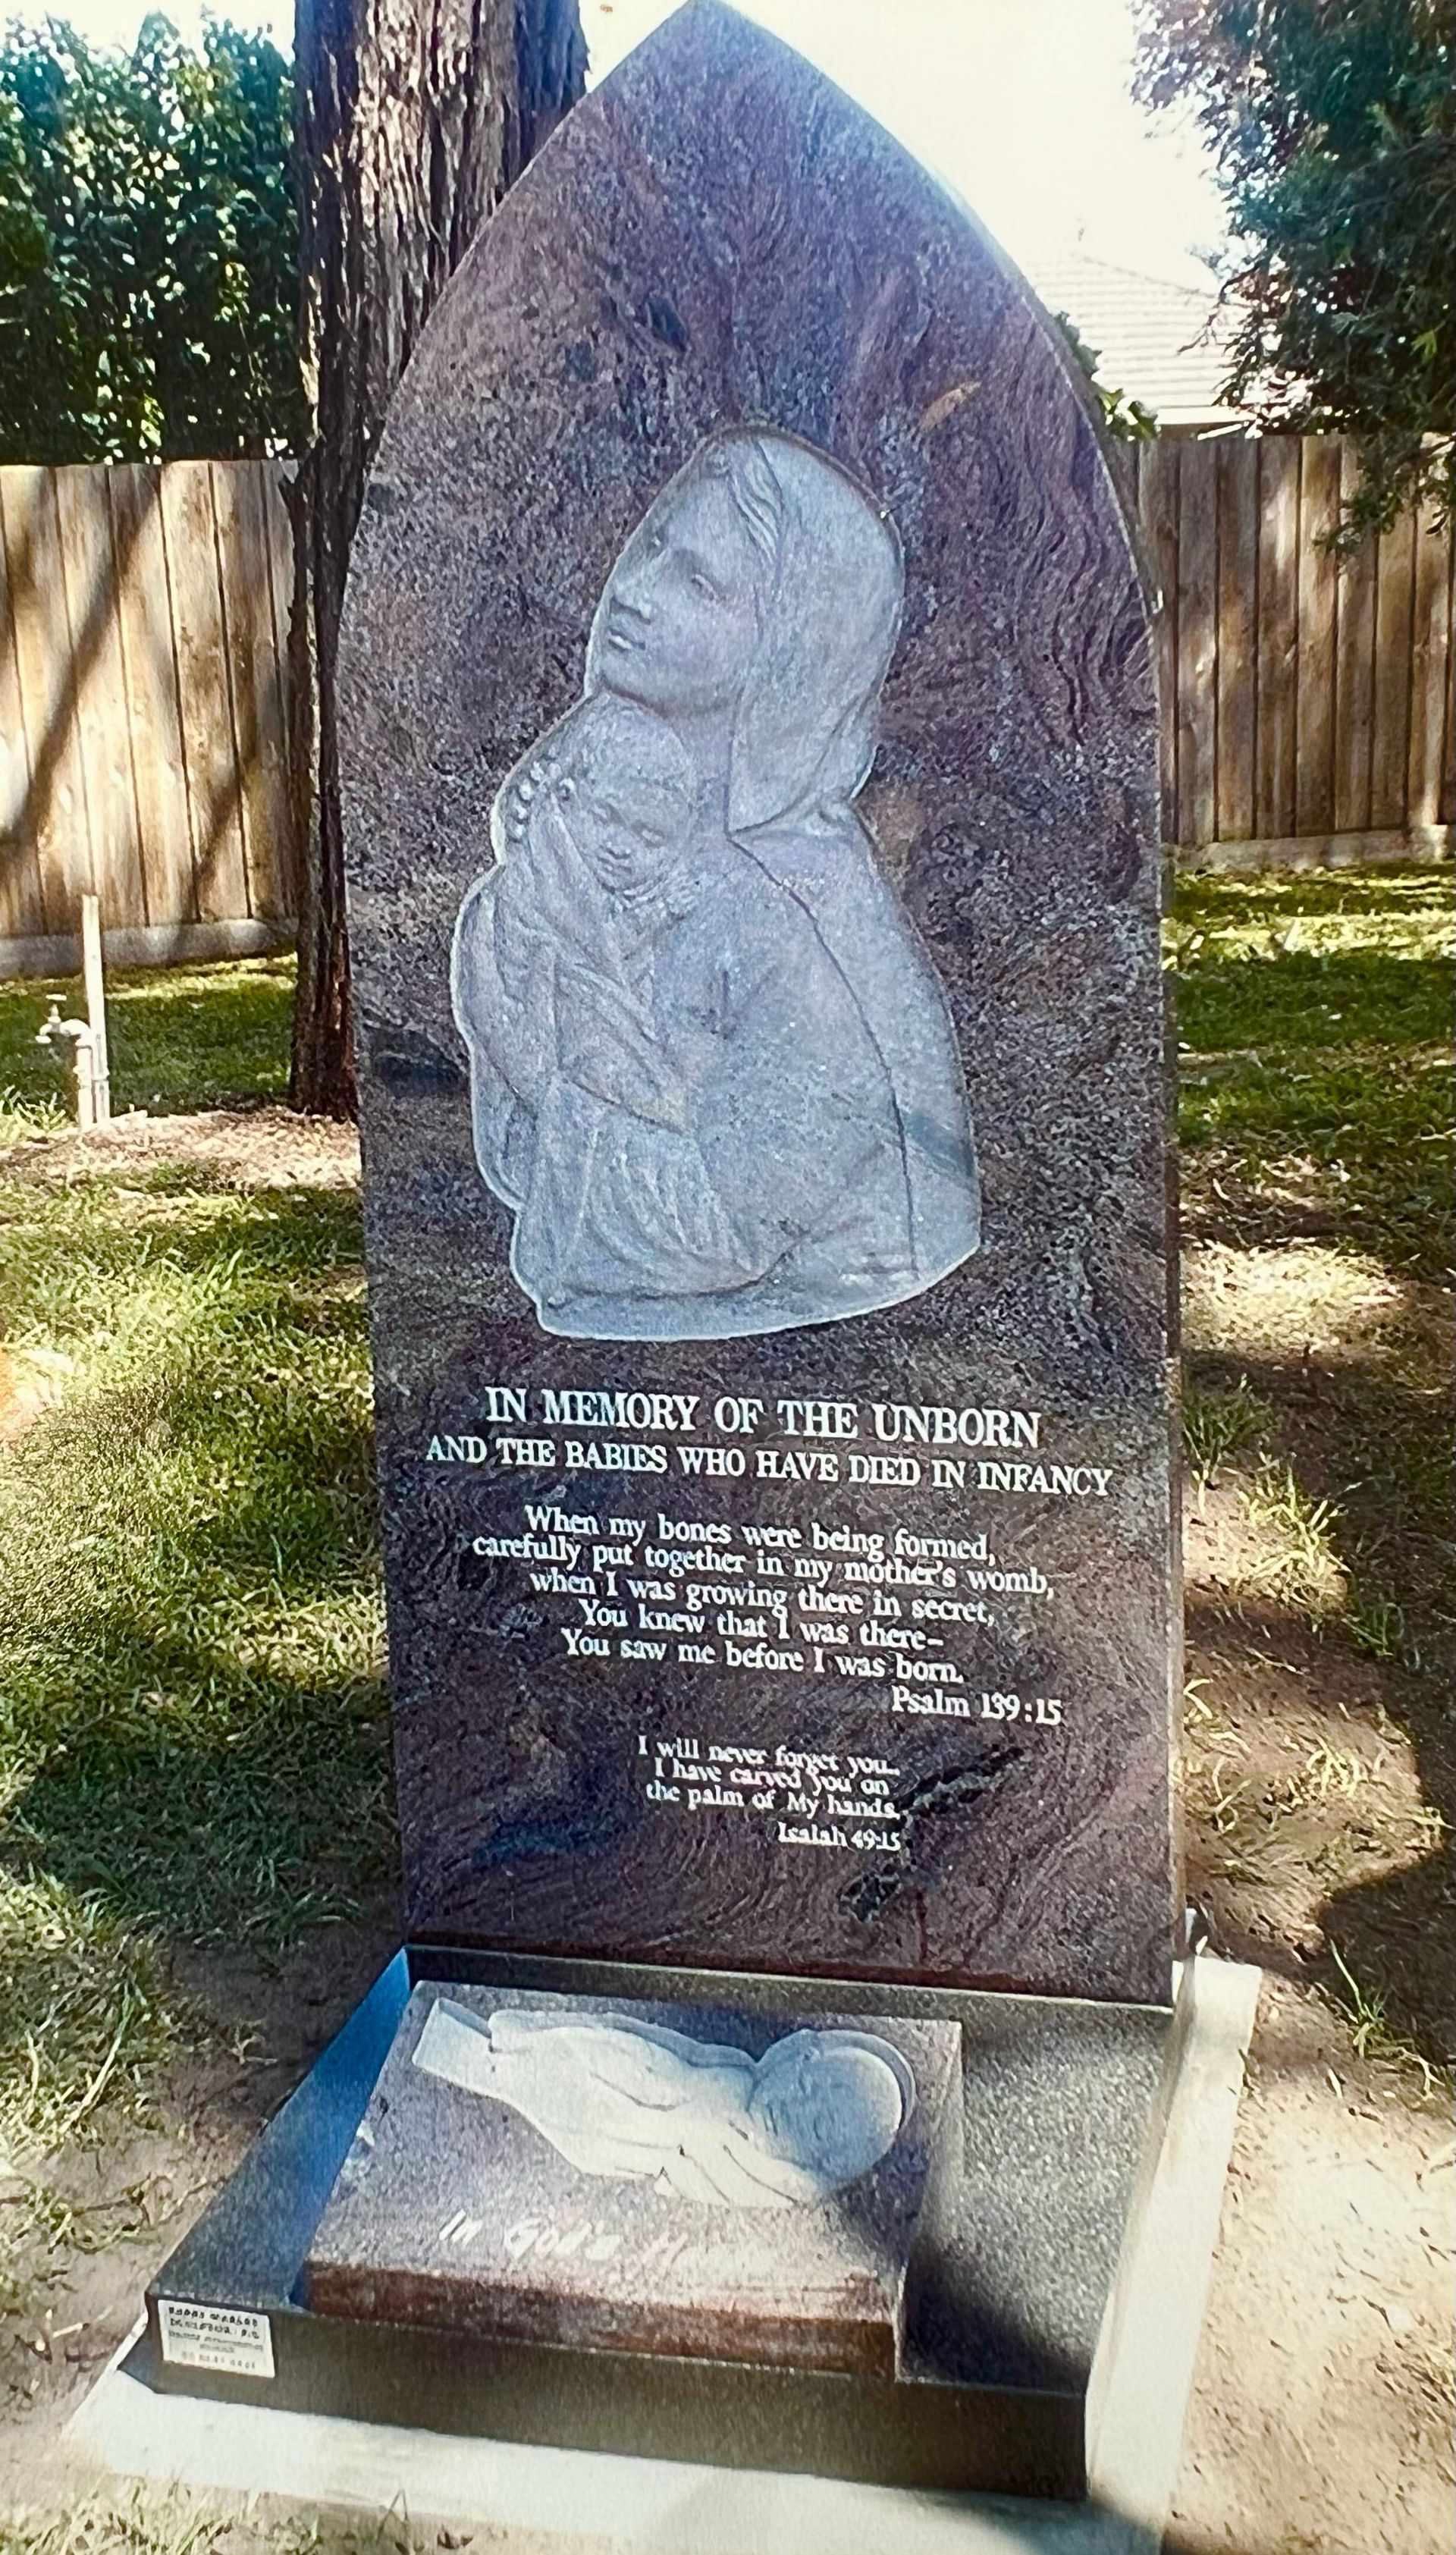 IN MEMORY OF THE UNBORN
AND THE BABIES WHO HAVE DIED IN INFANCY
When my bones were being formed,
carefully put together in my mother's womb,
when I was growing there in secret,
You knew that I was there–
You saw me before I was born.
Psalm 139:15
I will never forget you..
I have carved you on
the palm of My hands.
Isaiah 49:15
In God's